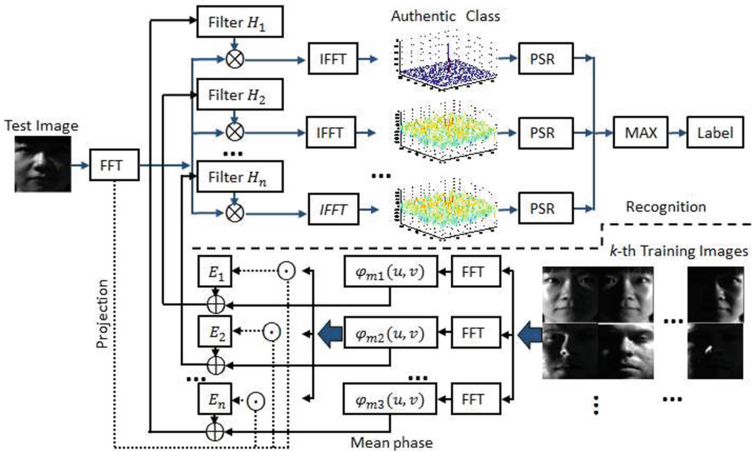 Filter H₁
Authentic Class
IFFT
PSR
Filter H₂
Test Image
FFT
IFFT
PSR
MAX
Label
...
Filter Hₙ
...
IFFT
PSR
Recognition
k-th Training Images
Projection
E₁
φm1(u, v)
FFT
...
E₂
φm2(u, v)
FFT
...
...
Eₙ
φm3(u, v)
FFT
...
...
Mean phase